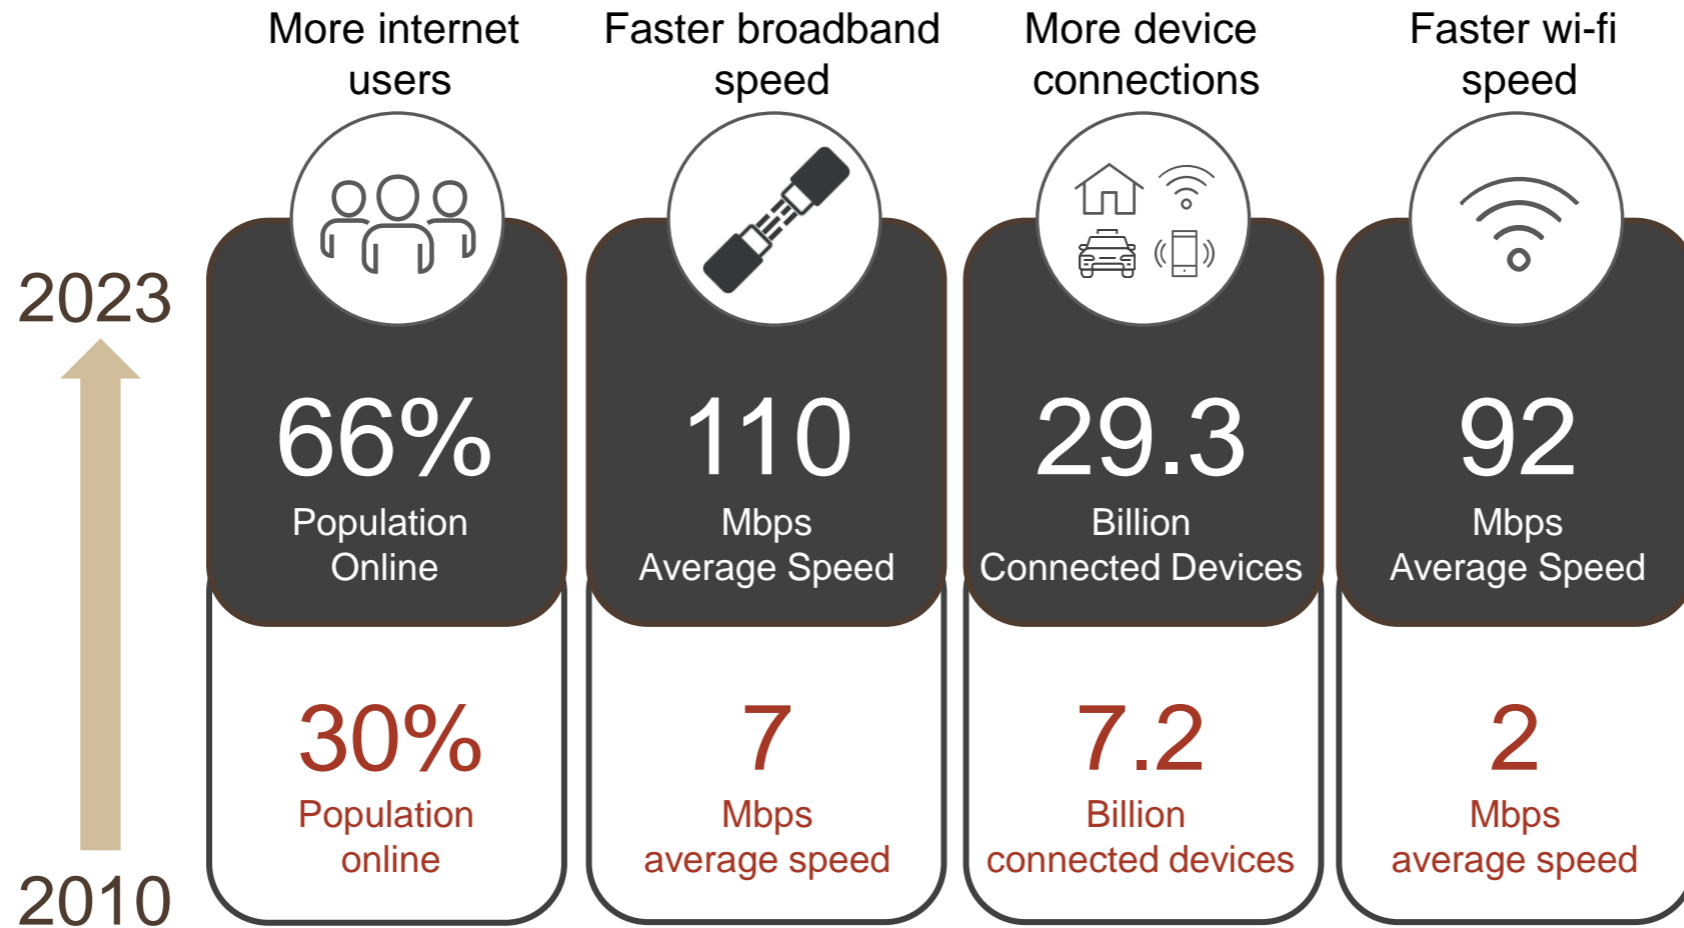 More internet
users
Faster broadband
speed
More device
connections
Faster wi-fi
speed
2023
66%
Population
Online
110
Mbps
Average Speed
29.3
Billion
Connected Devices
92
Mbps
Average Speed
30%
Population
online
7
Mbps
average speed
7.2
Billion
connected devices
2
Mbps
average speed
2010